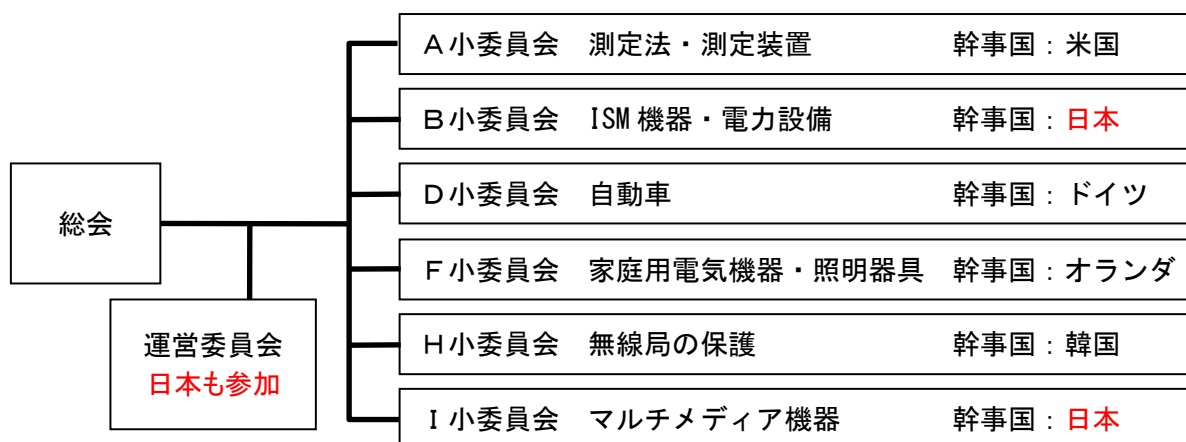 A小委員会 測定法・測定装置 幹事国：米国
B小委員会 ISM機器・電力設備 幹事国：日本
D小委員会 自動車 幹事国：ドイツ
F小委員会 家庭用電気機器・照明器具 幹事国：オランダ
H小委員会 無線局の保護 幹事国：韓国
I小委員会 マルチメディア機器 幹事国：日本
総会
運営委員会
日本も参加